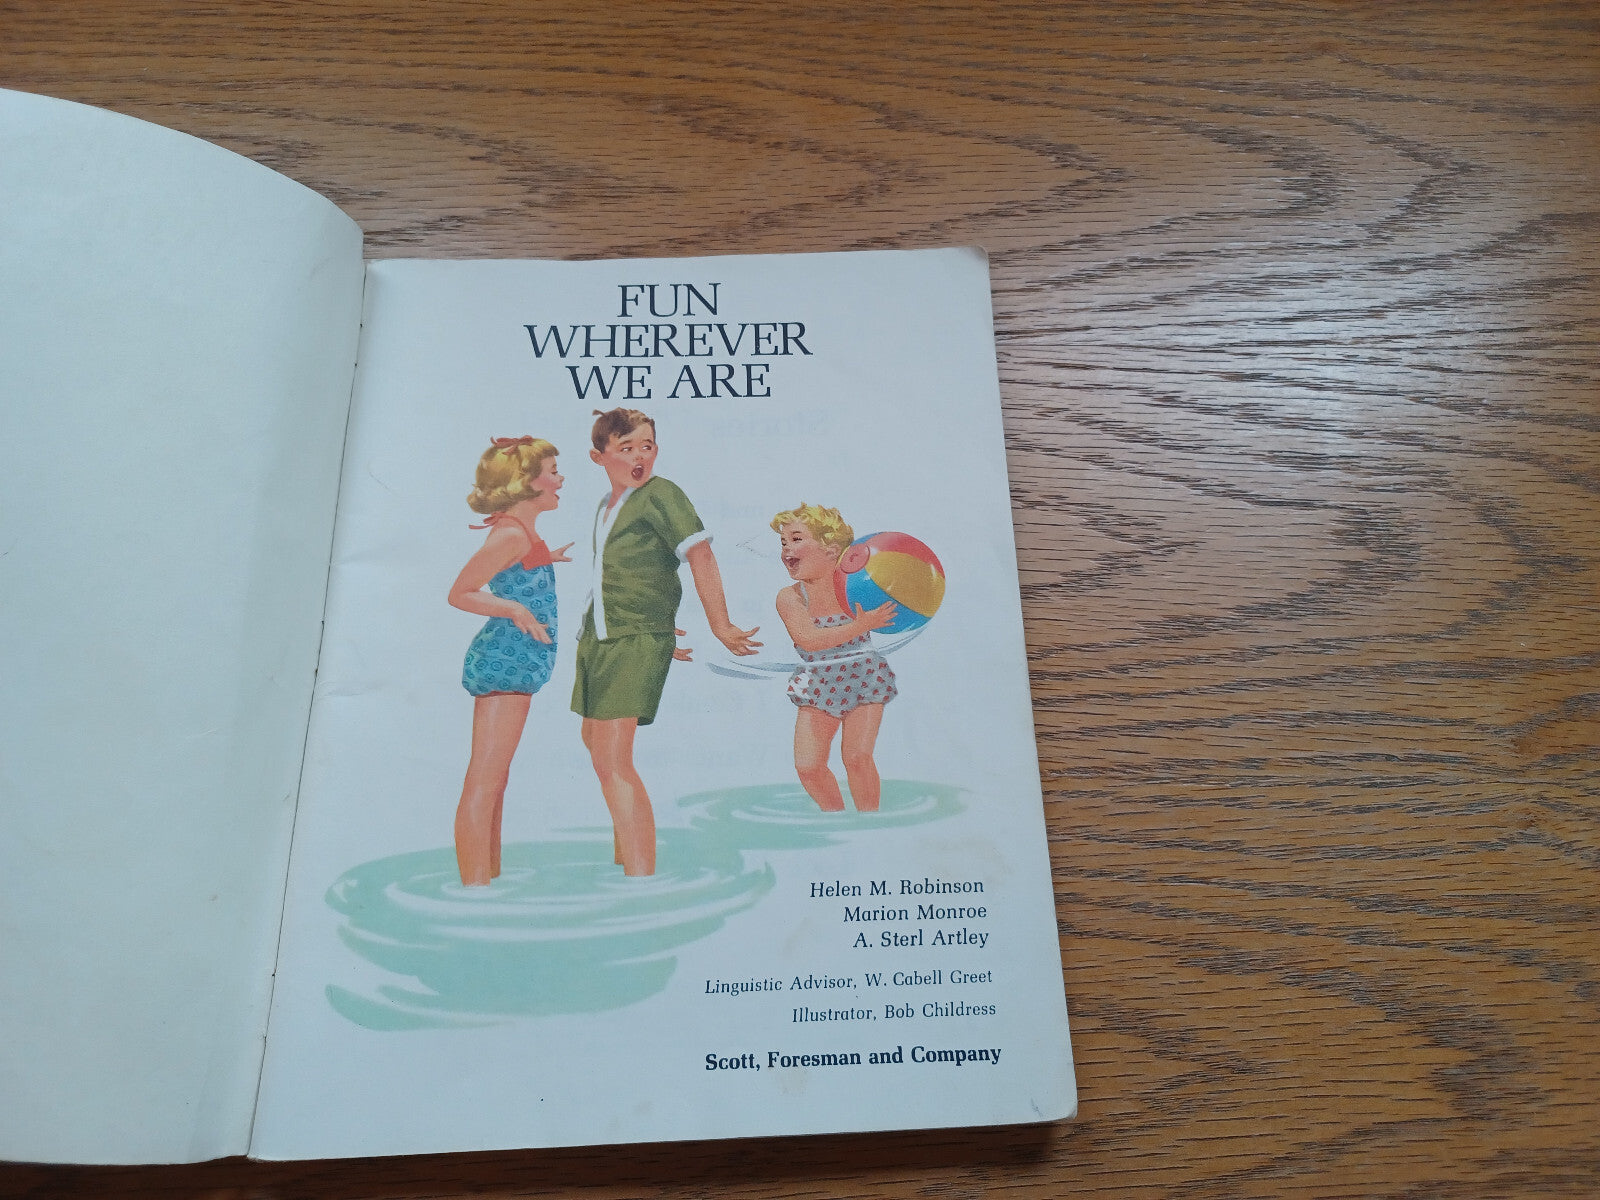 FUN
WHEREVER
WE ARE
Helen M. Robinson
Marion Monroe
A. Sterl Artley
Linguistic Advisor, W. Cabell Greet
Illustrator, Bob Childress
Scott, Foresman and Company